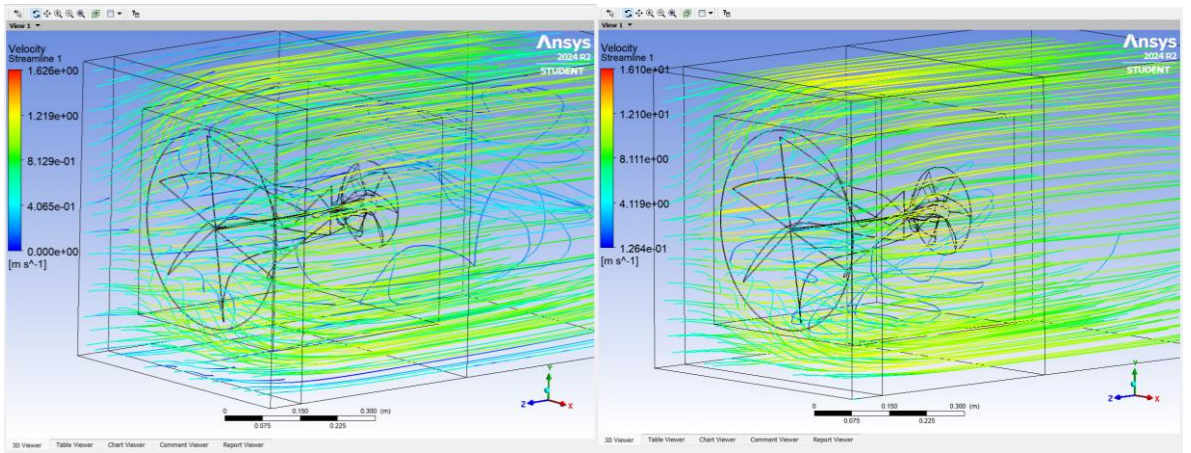 View 1
Velocity
Streamline 1
1.626e+00
1.219e+00
8.129e-01
4.065e-01
0.000e+00
[m s^-1]
Ansys
2024 R2
STUDENT
Y
Z
X
0
0.150
0.300 (m)
0.075
0.225
3D Viewer Table Viewer Chart Viewer Comment Viewer Report Viewer
View 1
Velocity
Streamline 1
1.610e+01
1.210e+01
8.111e+00
4.119e+00
1.264e-01
[m s^-1]
Ansys
2024 R2
STUDENT
Y
Z
X
0
0.150
0.300 (m)
0.075
0.225
3D Viewer Table Viewer Chart Viewer Comment Viewer Report Viewer